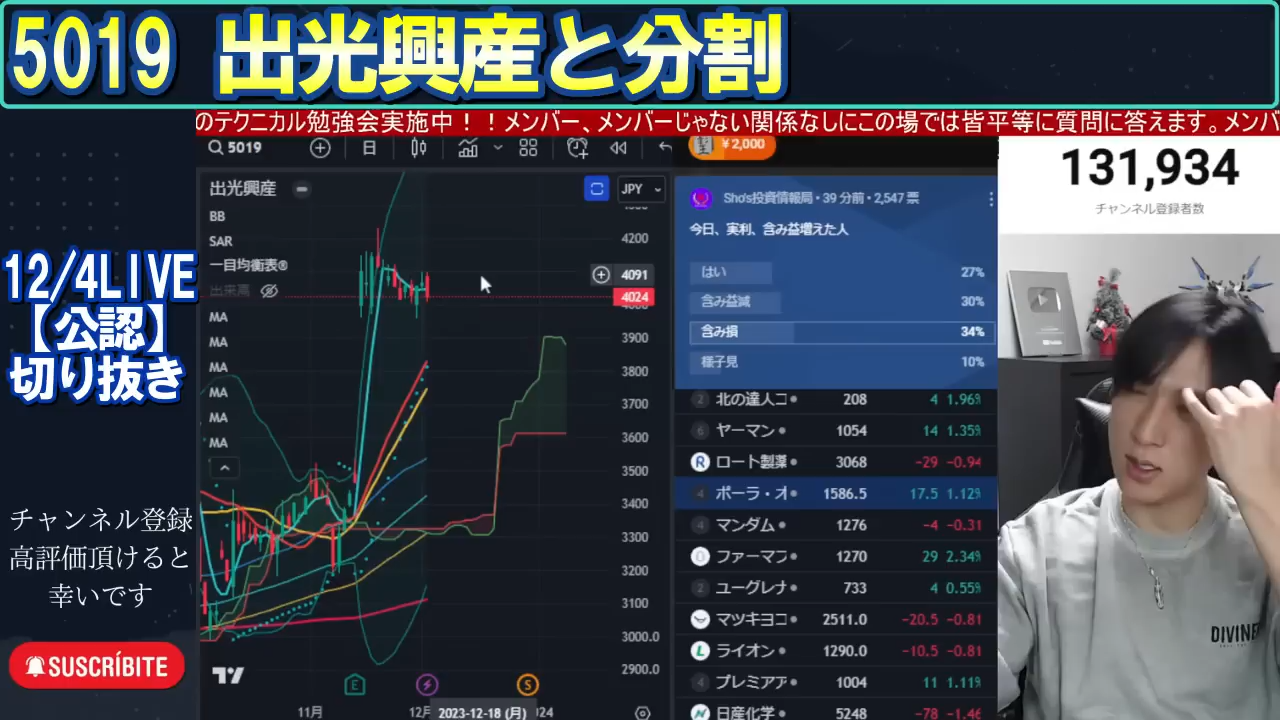 5019 出光興産と分割
のテクニカル勉強会実施中！！メンバー、メンバーじゃない関係なしにこの場では皆平等に質問に答えます。メンバ
5019
日
¥2,000
131,934
チャンネル登録者数
出光興産
JPY
BB
SAR
一目均衡表
出来高
MA
MA
MA
MA
MA
MA
4200
4091
4024
3900
3800
3700
3600
3500
3400
3300
3200
3100
3000.0
2900.0
E
S
11月
12月
2023-12-18 (月)
Sho's投資情報局・39 分前・2,547 票
今日、実利、含み益増えた人
はい 27%
含み益減 30%
含み損 34%
様子見 10%
北の達人コ 208 4 1.96%
ヤーマン 1054 14 1.35%
ロート製薬 3068 -29 -0.94
ポーラ・オ 1586.5 17.5 1.12%
マンダム 1276 -4 -0.31
ファーマフ 1270 29 2.34%
ユーグレナ 733 4 0.55%
マツキヨコ 2511.0 -20.5 -0.81
ライオン 1290.0 -10.5 -0.81
プレミアア 1004 11 1.11%
日産化学 5248 -78 -1.46
12/4LIVE
【公認】
切り抜き
チャンネル登録
高評価頂けると
幸いです
SUSCRÍBITE
DIVINE